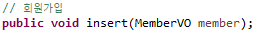 // 회원가입
public void insert(MemberVO member);